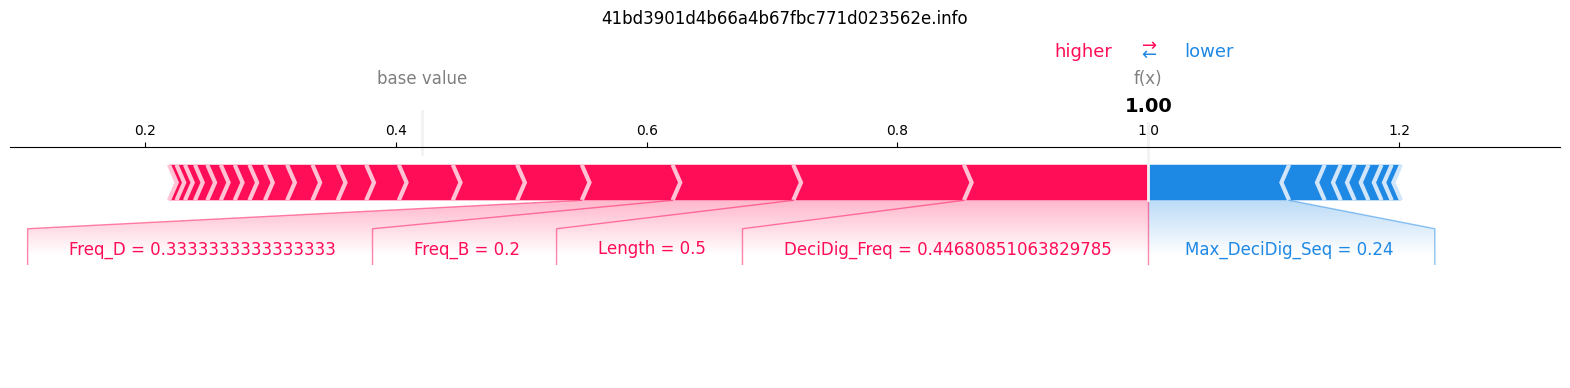 41bd3901d4b66a4b67fbc771d023562e.info
higher ⇄ lower
base value f(x)
1.00
0.2 0.4 0.6 0.8 1.0 1.2
Freq_D = 0.3333333333333333 Freq_B = 0.2 Length = 0.5 DeciDig_Freq = 0.44680851063829785 Max_DeciDig_Seq = 0.24